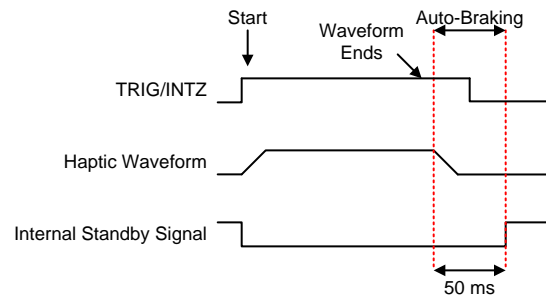 Start
Waveform
Ends
Auto-Braking
TRIG/INTZ
Haptic Waveform
Internal Standby Signal
50 ms